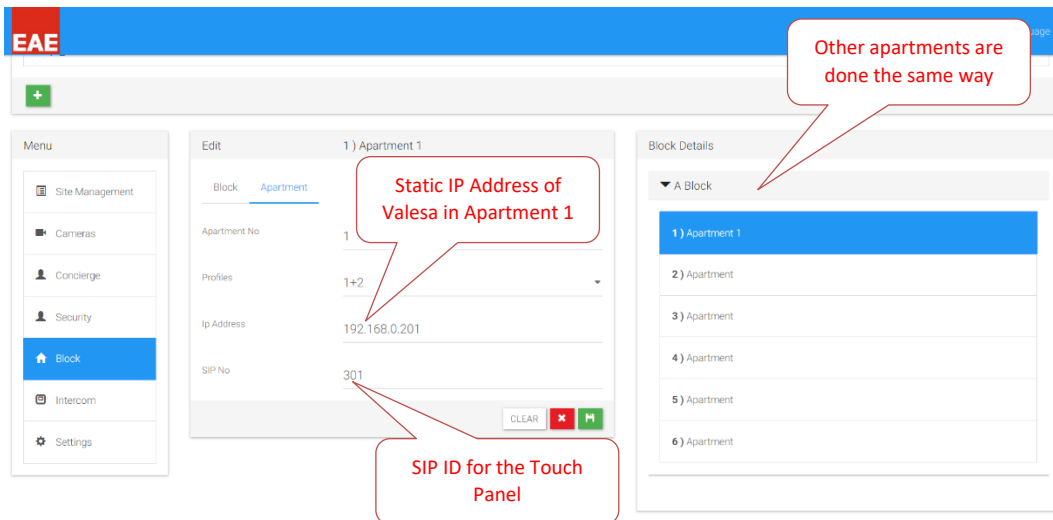 EAE
uage
Other apartments are
done the same way
+
Menu
Site Management
Cameras
Concierge
Security
Block
Intercom
Settings
Edit
1 ) Apartment 1
Block
Apartment
Static IP Address of
Valesa in Apartment 1
Apartment No
1
Profiles
1+2
Ip Address
192.168.0.201
SIP No
301
CLEAR
SIP ID for the Touch
Panel
Block Details
A Block
1 ) Apartment 1
2 ) Apartment
3 ) Apartment
4 ) Apartment
5 ) Apartment
6 ) Apartment